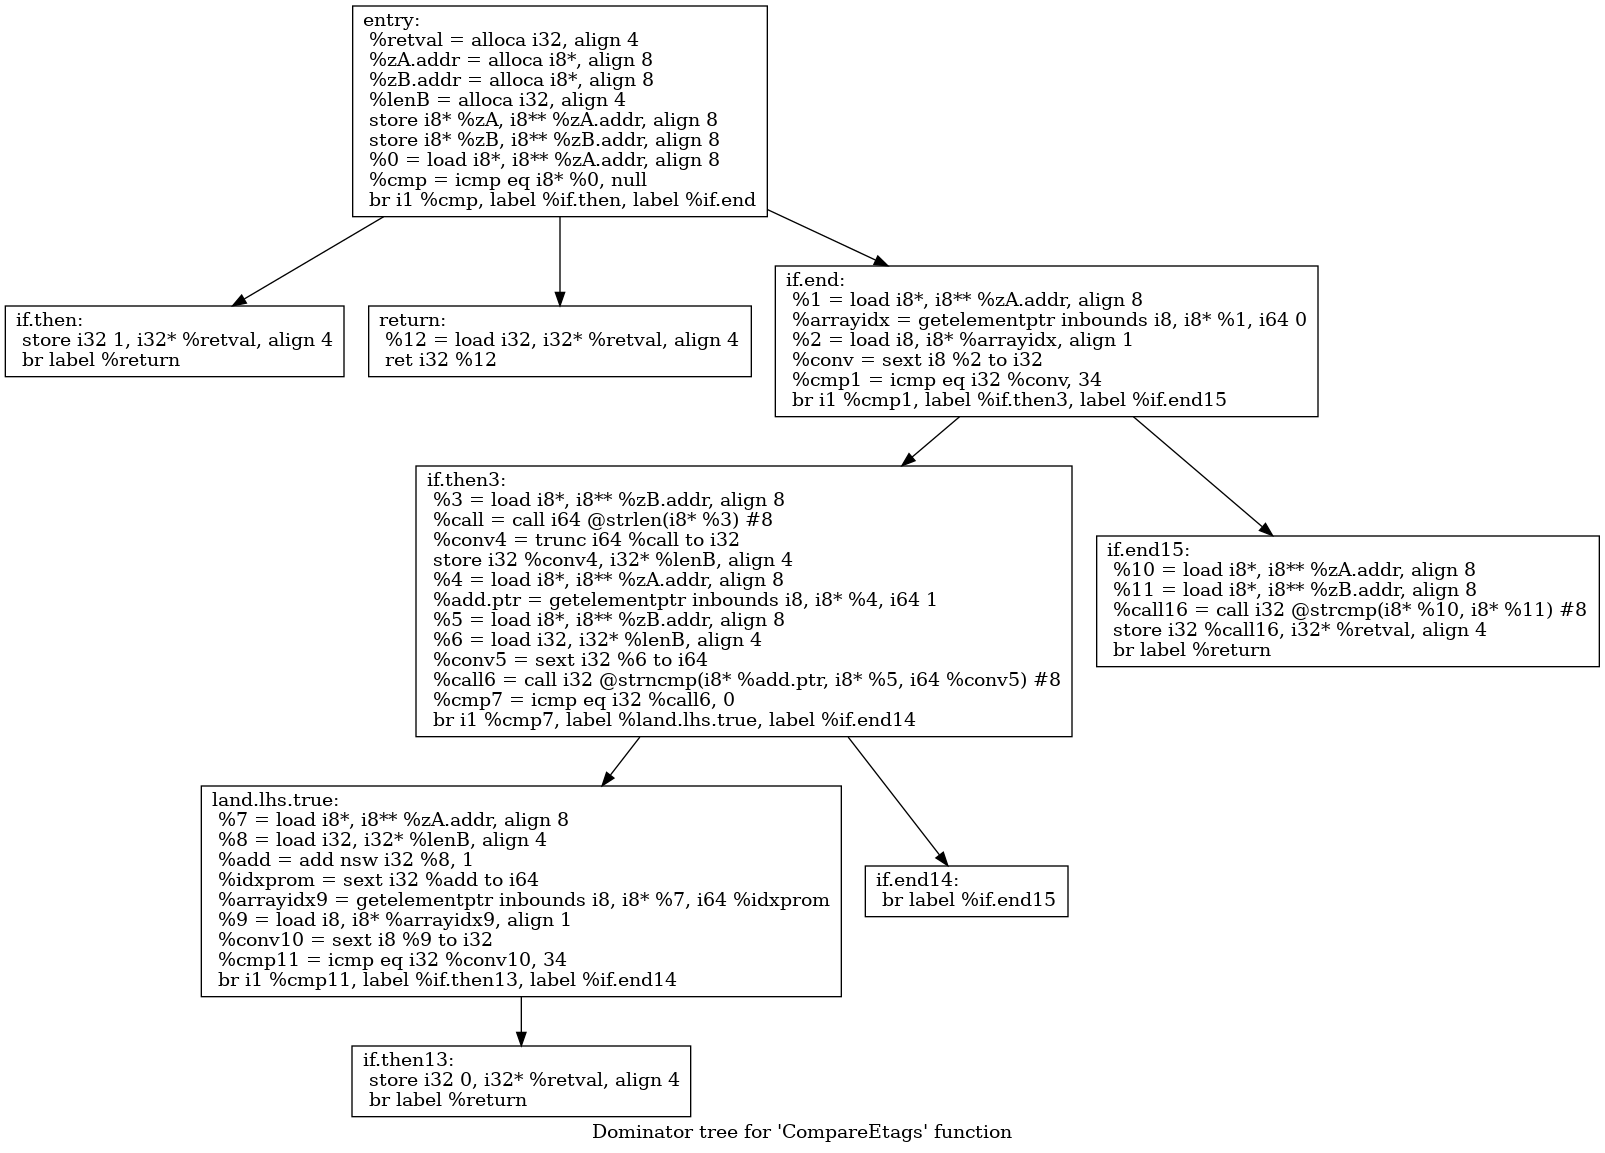 entry:
%retval = alloca i32, align 4
%zA.addr = alloca i8*, align 8
%zB.addr = alloca i8*, align 8
%lenB = alloca i32, align 4
store i8* %zA, i8** %zA.addr, align 8
store i8* %zB, i8** %zB.addr, align 8
%0 = load i8*, i8** %zA.addr, align 8
%cmp = icmp eq i8* %0, null
br i1 %cmp, label %if.then, label %if.end
if.then:
store i32 1, i32* %retval, align 4
br label %return
return:
%12 = load i32, i32* %retval, align 4
ret i32 %12
if.end:
%1 = load i8*, i8** %zA.addr, align 8
%arrayidx = getelementptr inbounds i8, i8* %1, i64 0
%2 = load i8, i8* %arrayidx, align 1
%conv = sext i8 %2 to i32
%cmp1 = icmp eq i32 %conv, 34
br i1 %cmp1, label %if.then3, label %if.end15
if.then3:
%3 = load i8*, i8** %zB.addr, align 8
%call = call i64 @strlen(i8* %3) #8
%conv4 = trunc i64 %call to i32
store i32 %conv4, i32* %lenB, align 4
%4 = load i8*, i8** %zA.addr, align 8
%add.ptr = getelementptr inbounds i8, i8* %4, i64 1
%5 = load i8*, i8** %zB.addr, align 8
%6 = load i32, i32* %lenB, align 4
%conv5 = sext i32 %6 to i64
%call6 = call i32 @strncmp(i8* %add.ptr, i8* %5, i64 %conv5) #8
%cmp7 = icmp eq i32 %call6, 0
br i1 %cmp7, label %land.lhs.true, label %if.end14
if.end15:
%10 = load i8*, i8** %zA.addr, align 8
%11 = load i8*, i8** %zB.addr, align 8
%call16 = call i32 @strcmp(i8* %10, i8* %11) #8
store i32 %call16, i32* %retval, align 4
br label %return
land.lhs.true:
%7 = load i8*, i8** %zA.addr, align 8
%8 = load i32, i32* %lenB, align 4
%add = add nsw i32 %8, 1
%idxprom = sext i32 %add to i64
%arrayidx9 = getelementptr inbounds i8, i8* %7, i64 %idxprom
%9 = load i8, i8* %arrayidx9, align 1
%conv10 = sext i8 %9 to i32
%cmp11 = icmp eq i32 %conv10, 34
br i1 %cmp11, label %if.then13, label %if.end14
if.end14:
br label %if.end15
if.then13:
store i32 0, i32* %retval, align 4
br label %return
Dominator tree for 'CompareEtags' function